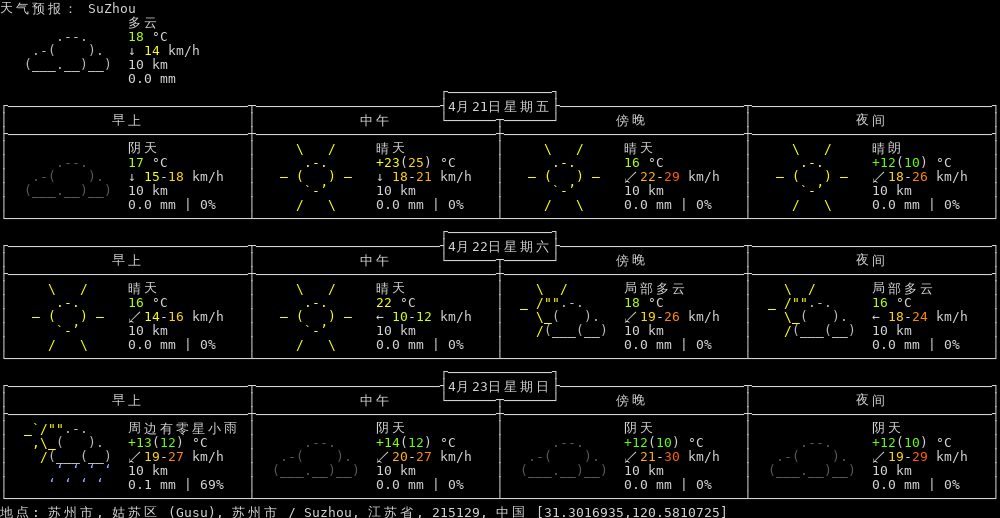 天气预报: SuZhou
多云
18 °C
↓ 14 km/h
10 km
0.0 mm
4月21日星期五
早上 中午 傍晚 夜间
阴天 晴天 晴天 晴朗
17 °C +23(25) °C 16 °C +12(10) °C
↓ 15-18 km/h ↓ 18-21 km/h ↙ 22-29 km/h ↙ 18-26 km/h
10 km 10 km 10 km 10 km
0.0 mm | 0% 0.0 mm | 0% 0.0 mm | 0% 0.0 mm | 0%
4月22日星期六
早上 中午 傍晚 夜间
晴天 晴天 局部多云 局部多云
16 °C 22 °C 18 °C 16 °C
↙ 14-16 km/h ← 10-12 km/h ↙ 19-26 km/h ← 18-24 km/h
10 km 10 km 10 km 10 km
0.0 mm | 0% 0.0 mm | 0% 0.0 mm | 0% 0.0 mm | 0%
4月23日星期日
早上 中午 傍晚 夜间
周边有零星小雨 阴天 阴天 阴天
+13(12) °C +14(12) °C +12(10) °C +12(10) °C
↙ 19-27 km/h ↙ 20-27 km/h ↙ 21-30 km/h ↙ 19-29 km/h
10 km 10 km 10 km 10 km
0.1 mm | 69% 0.0 mm | 0% 0.0 mm | 0% 0.0 mm | 0%
地点: 苏州市, 姑苏区 (Gusu), 苏州市 / Suzhou, 江苏省, 215129, 中国 [31.3016935,120.5810725]